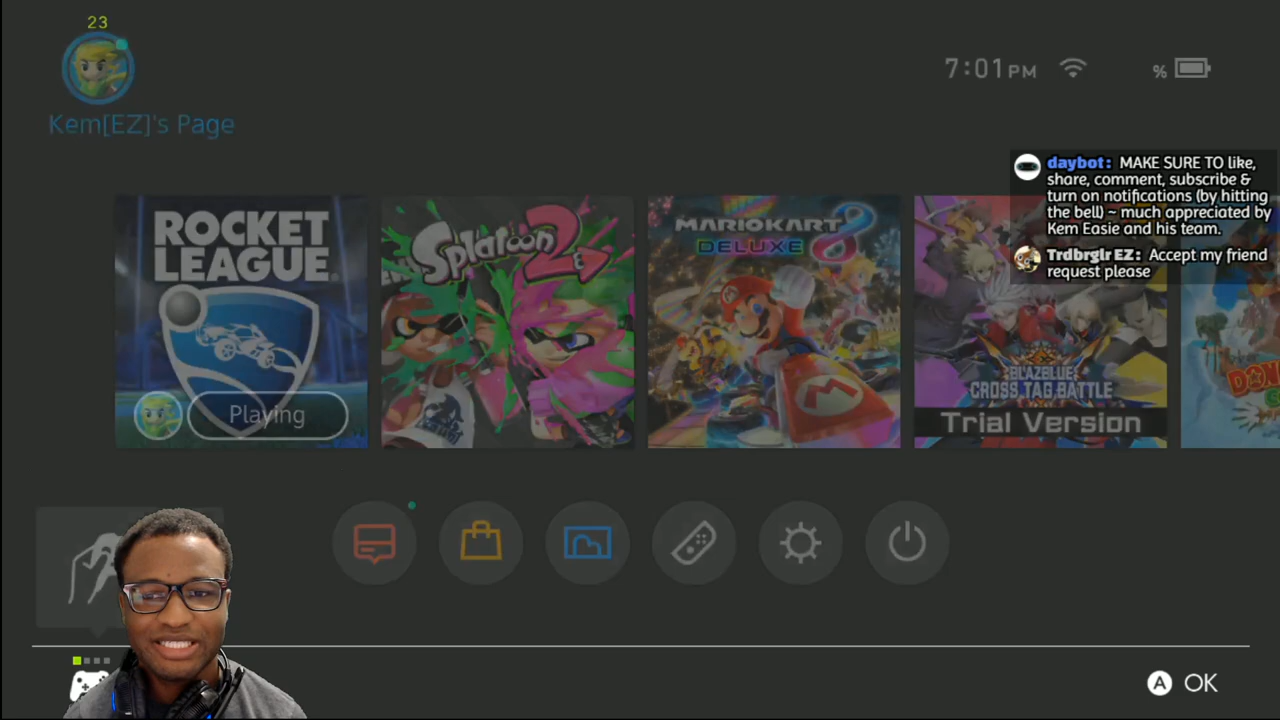 23
Kem[EZ]'s Page
7:01 PM
%
daybot: MAKE SURE TO like,
share, comment, subscribe &
turn on notifications (by hitting
the bell) ~ much appreciated by
Kem Easie and his team.
Trdbrglr EZ: Accept my friend
request please
ROCKET
LEAGUE
Playing
Splatoon
2
MARIOKART 8
DELUXE
M
BLAZBLUE
CROSS TAG BATTLE
Trial Version
A OK